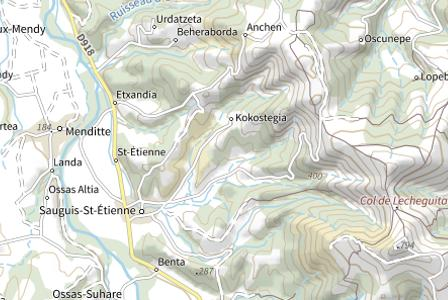 Ruisseau d
Urdatzeta
Beheraborda
Anchen
ux-Mendy
D918
Oscunepe
dy
Lopeb
Etxandia
Kokostegia
rtea
184
Menditte
St-Étienne
Landa
400
Ossas Altia
Col de Lecheguita
Sauguis-St-Étienne
794
Benta
287
Ossas-Suhare